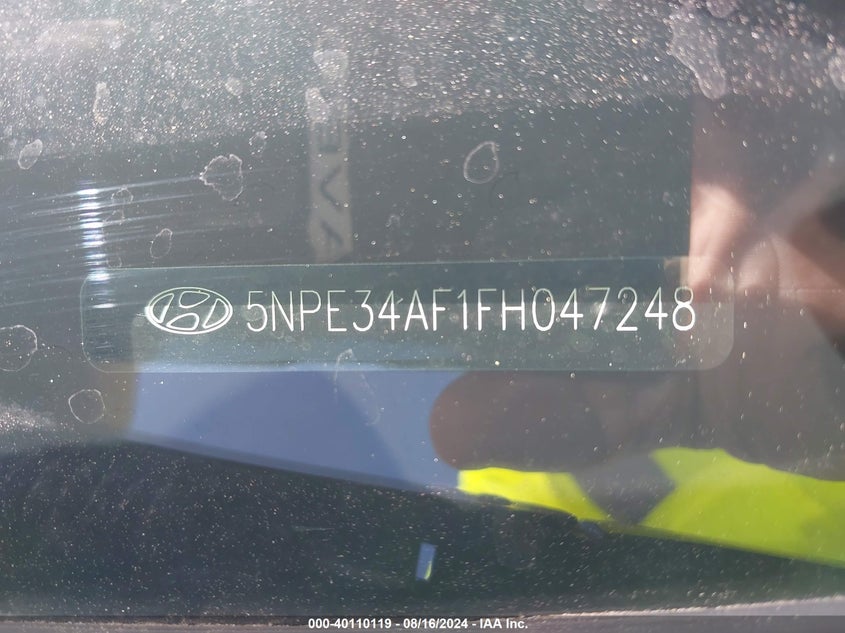 5NPE34AF1FH047248
000-40110119 - 08/16/2024 - IAA Inc.